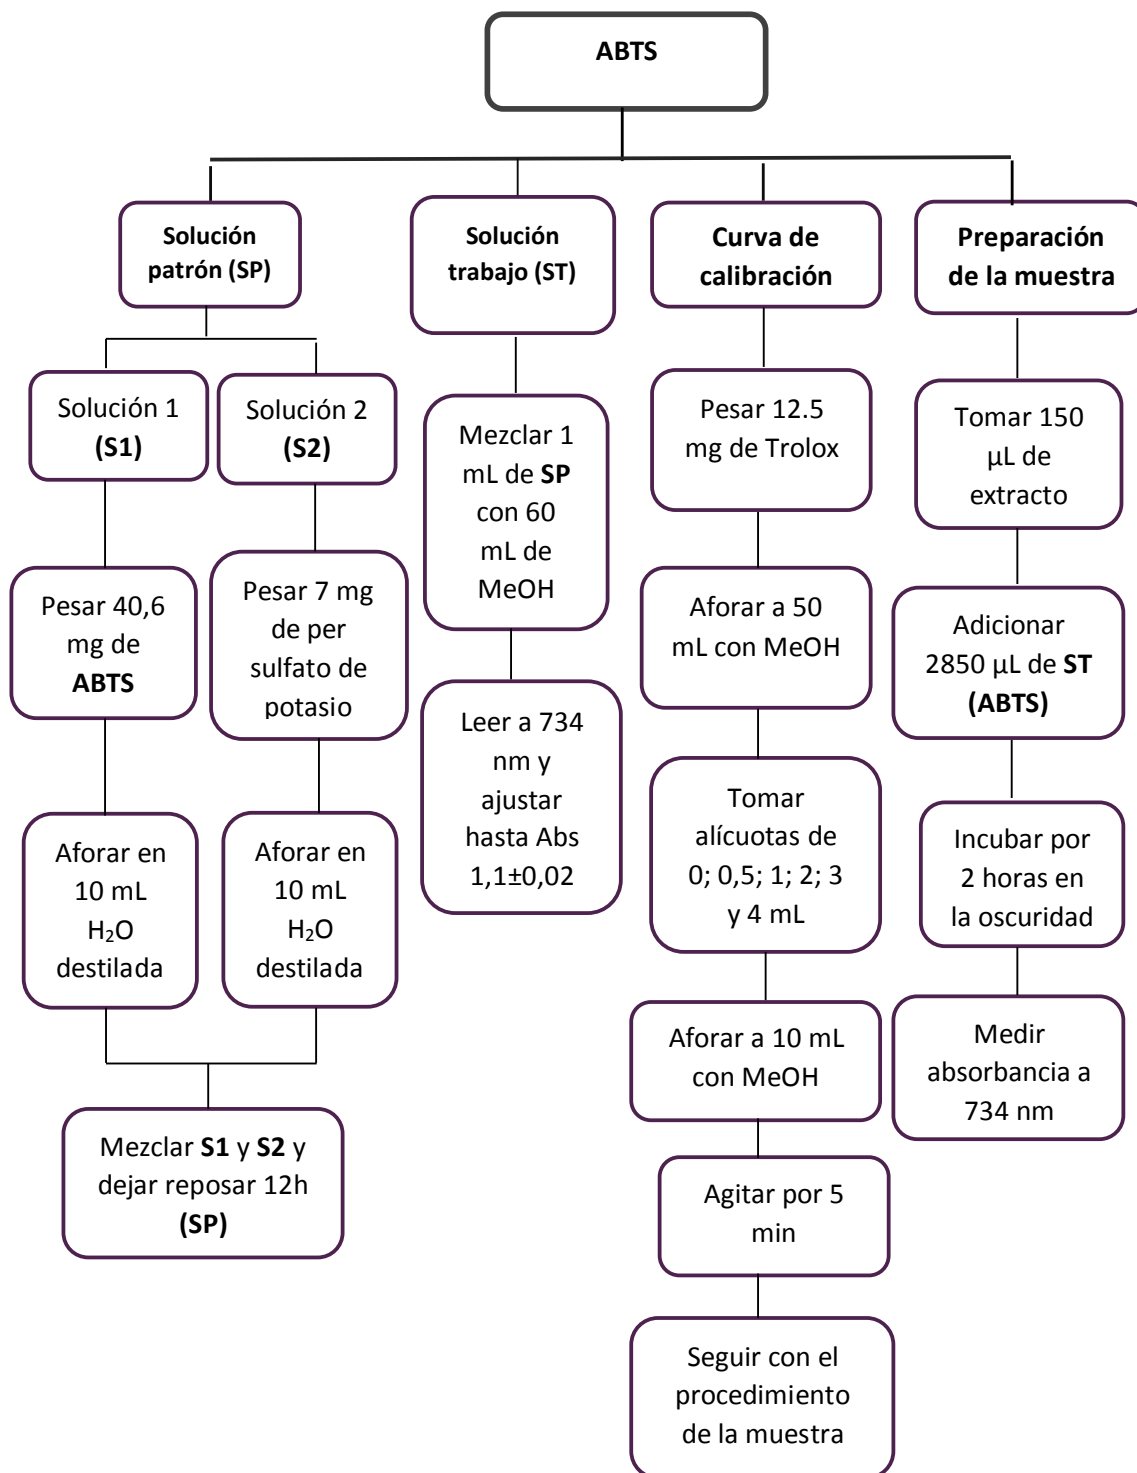 ABTS
Solución
patrón (SP)
Solución 1
(S1)
Pesar 40,6
mg de
ABTS
Aforar en
10 mL
H₂O
destilada
Solución 2
(S2)
Pesar 7 mg
de per
sulfato de
potasio
Aforar en
10 mL
H₂O
destilada
Mezclar S1 y S2 y
dejar reposar 12h
(SP)
Solución
trabajo (ST)
Mezclar 1
mL de SP
con 60
mL de
MeOH
Leer a 734
nm y
ajustar
hasta Abs
1,1±0,02
Curva de
calibración
Pesar 12.5
mg de Trolox
Aforar a 50
mL con MeOH
Tomar
alícuotas de
0; 0,5; 1; 2; 3
y 4 mL
Aforar a 10 mL
con MeOH
Agitar por 5
min
Seguir con el
procedimiento
de la muestra
Preparación
de la muestra
Tomar 150
µL de
extracto
Adicionar
2850 µL de ST
(ABTS)
Incubar por
2 horas en
la oscuridad
Medir
absorbancia a
734 nm